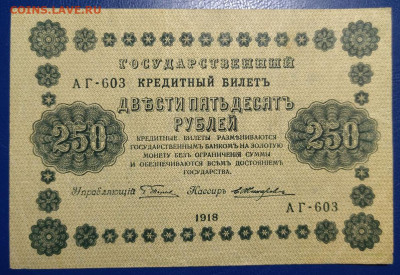 COINS.LAVE.RU
ГОСУДАРСТВЕННЫЙ
АГ-603 КРЕДИТНЫЙ БИЛЕТЪ
ДВѢСТИ ПЯТЬДЕСЯТЪ
РУБЛЕЙ
250 250
КРЕДИТНЫЕ БИЛЕТЫ РАЗМѢНИВАЮТСЯ
ГОСУДАРСТВЕННЫМЪ БАНКОМЪ НА ЗОЛОТУЮ
МОНЕТУ БЕЗЪ ОГРАНИЧЕНІЯ СУММЫ
И ОБЕЗПЕЧИВАЮТСЯ ВСѢМЪ ДОСТОЯНІЕМЪ
ГОСУДАРСТВА.
Управляющій Кассиръ
АГ-603
1918